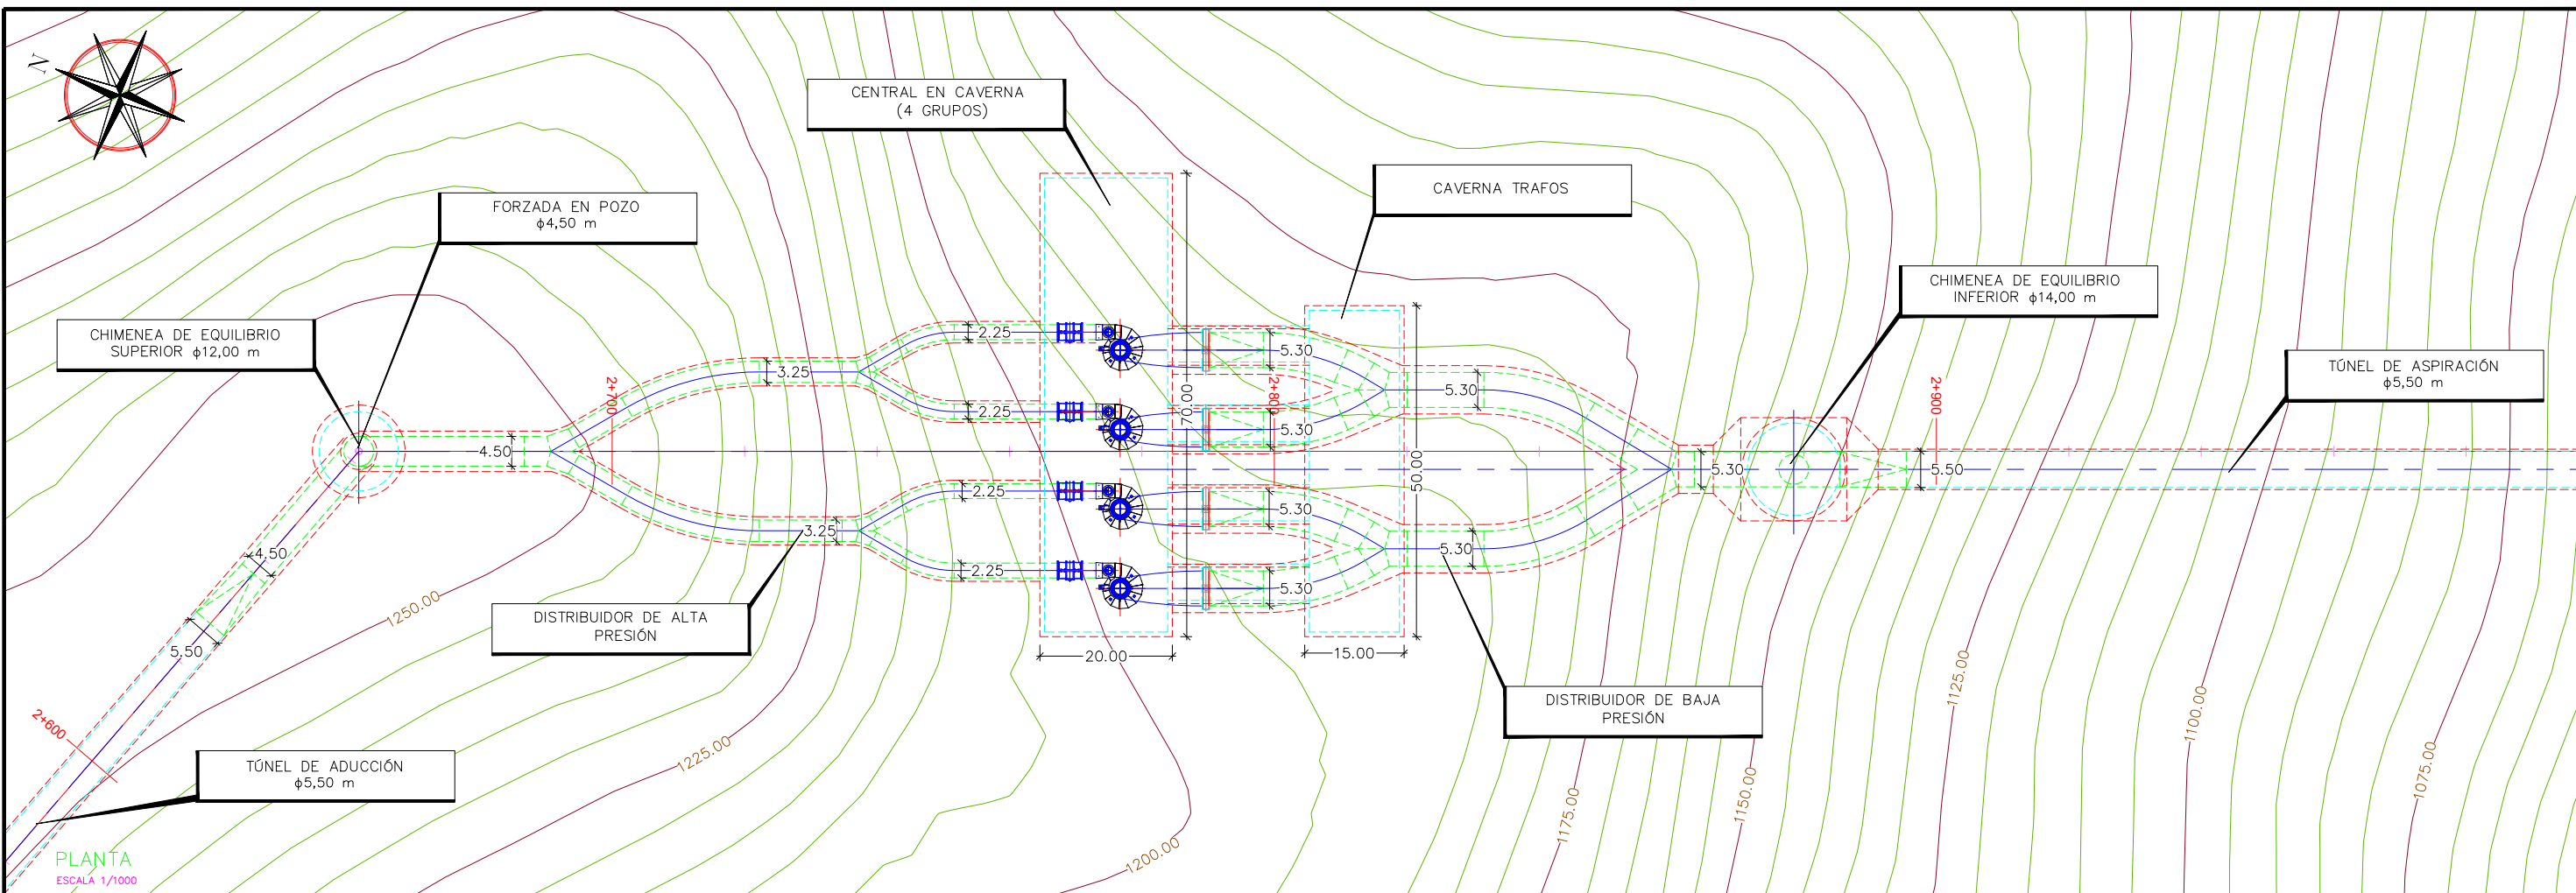 N
CENTRAL EN CAVERNA
(4 GRUPOS)
CAVERNA TRAFOS
FORZADA EN POZO
ϕ4,50 m
CHIMENEA DE EQUILIBRIO
INFERIOR ϕ14,00 m
CHIMENEA DE EQUILIBRIO
SUPERIOR ϕ12,00 m
TÚNEL DE ASPIRACIÓN
ϕ5,50 m
2.25
5.30
3.25
2+700
2+800
2+900
5.30
2.25
70.00
5.30
4.50
50.00
5.30
5.50
2.25
5.30
3.25
5.30
4.50
2.25
5.30
1250.00
DISTRIBUIDOR DE ALTA
PRESIÓN
5.50
20.00
15.00
1125.00
DISTRIBUIDOR DE BAJA
PRESIÓN
1100.00
2+600
1225.00
TÚNEL DE ADUCCIÓN
ϕ5,50 m
1075.00
1150.00
1175.00
1200.00
PLANTA
ESCALA 1/1000